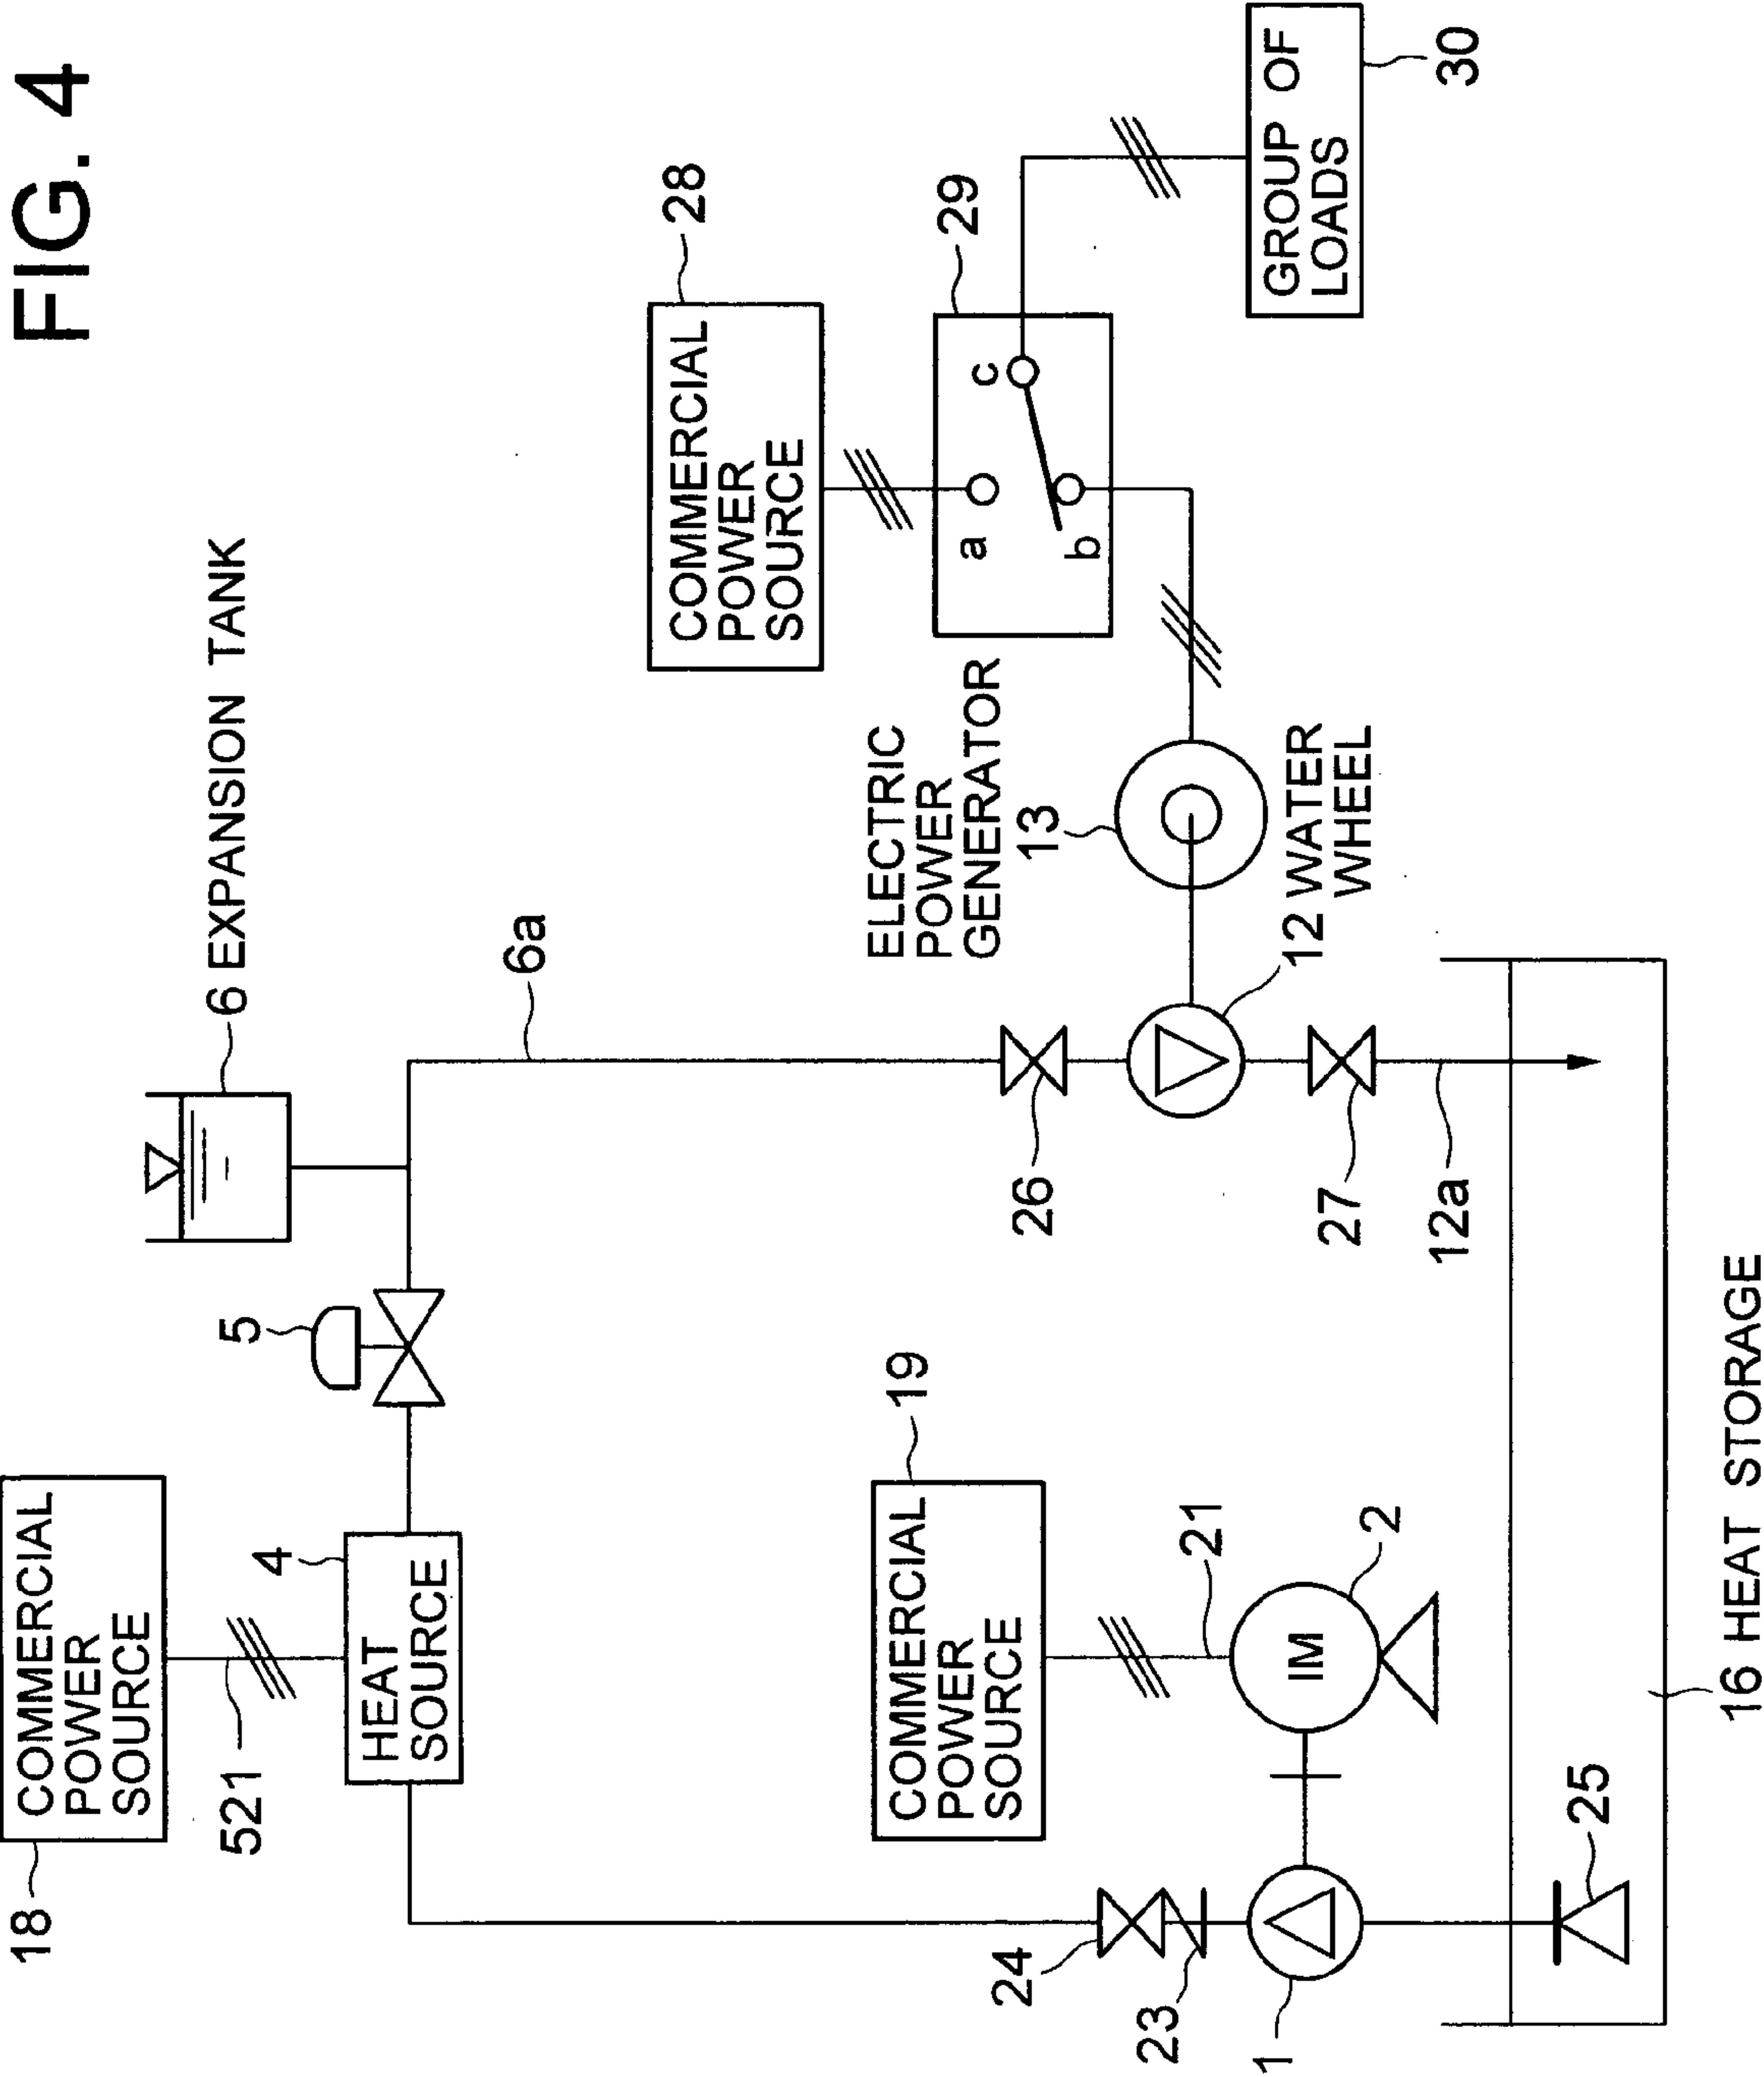 FIG. 4
COMMERCIAL
POWER
SOURCE
18
521
4
HEAT
SOURCE
5
6 EXPANSION TANK
6a
COMMERCIAL
POWER
SOURCE
28
29
a
b
c
GROUP OF
LOADS
30
ELECTRIC
POWER
GENERATOR
13
12 WATER
WHEEL
26
27
12a
COMMERCIAL
POWER
SOURCE
19
21
IM
2
24
23
1
25
16 HEAT STORAGE